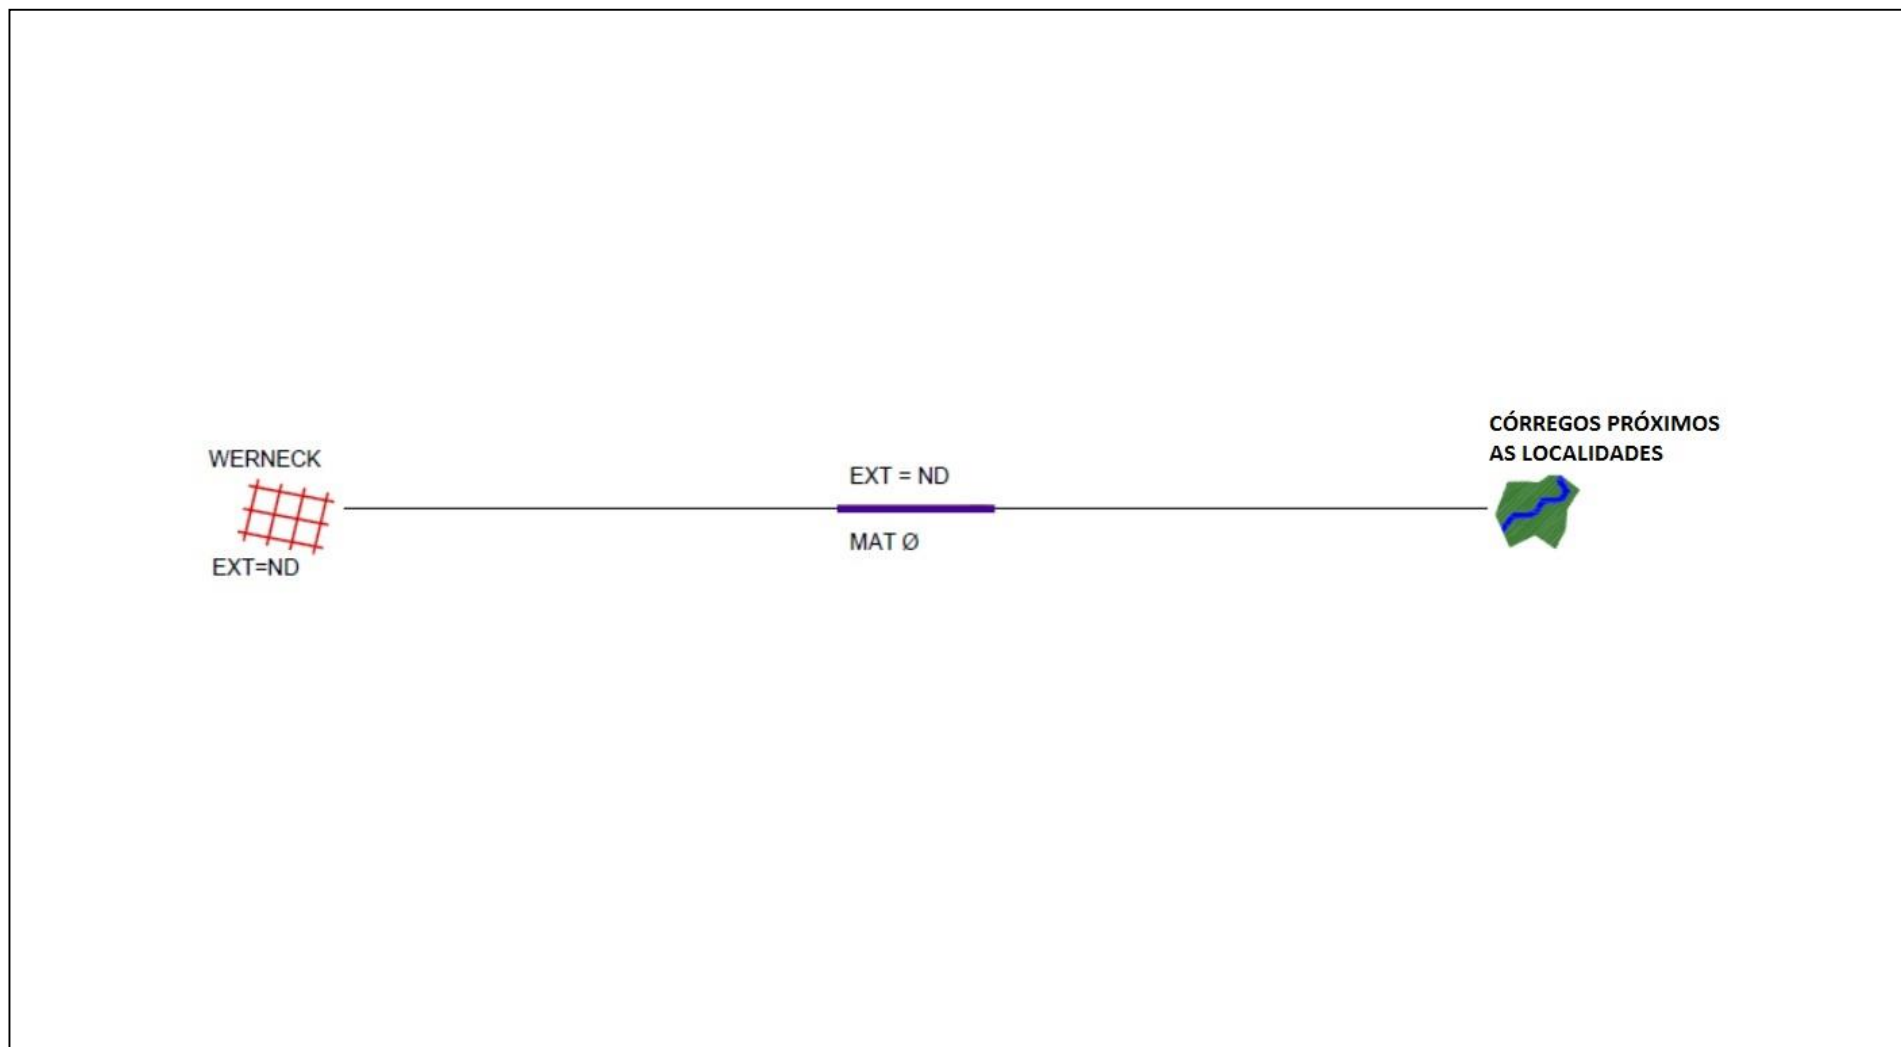 WERNECK
EXT=ND
EXT = ND
MAT Ø
CÓRREGOS PRÓXIMOS
AS LOCALIDADES